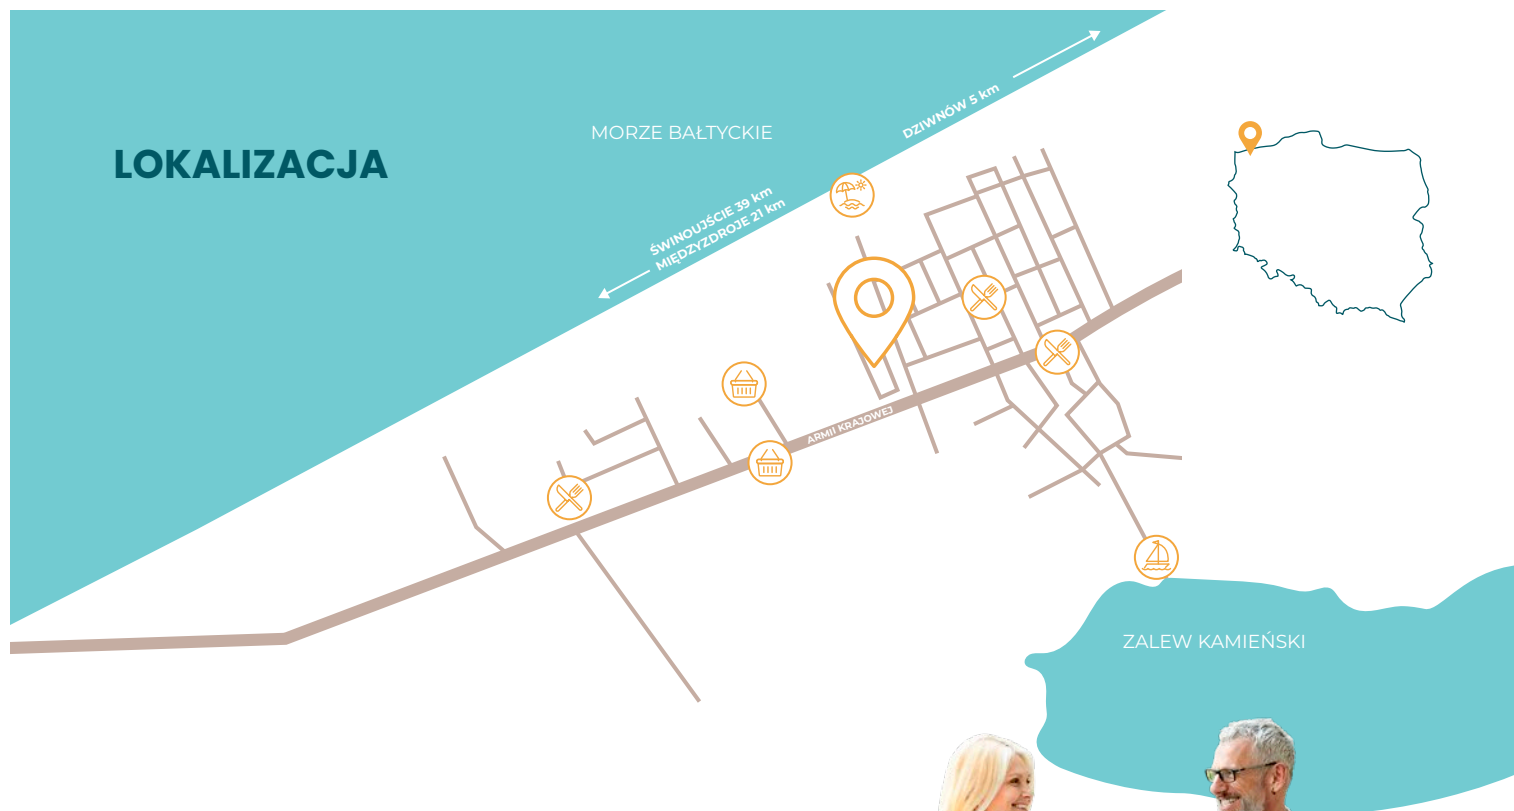 LOKALIZACJA
MORZE BAŁTYCKIE
DZIWNÓW 5 km
ŚWINOUJŚCIE 39 km
MIĘDZYZDROJE 21 km
ARMII KRAJOWEJ
ZALEW KAMIEŃSKI